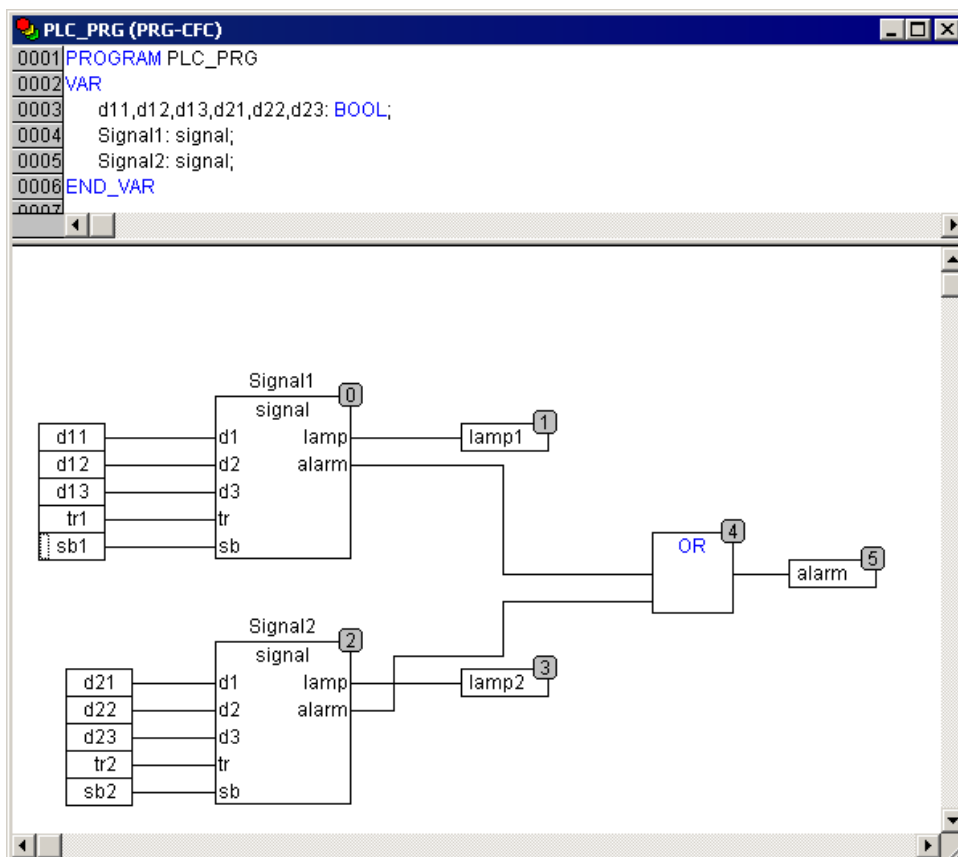 PLC_PRG (PRG-CFC)
0001 PROGRAM PLC_PRG
0002 VAR
0003 d11,d12,d13,d21,d22,d23: BOOL;
0004 Signal1: signal;
0005 Signal2: signal;
0006 END_VAR
0007
Signal1
0
signal
d11 d1 lamp lamp1 1
d12 d2 alarm
d13 d3
tr1 tr
sb1 sb
OR 4
alarm 5
Signal2
2
signal
d21 d1 lamp lamp2 3
d22 d2 alarm
d23 d3
tr2 tr
sb2 sb